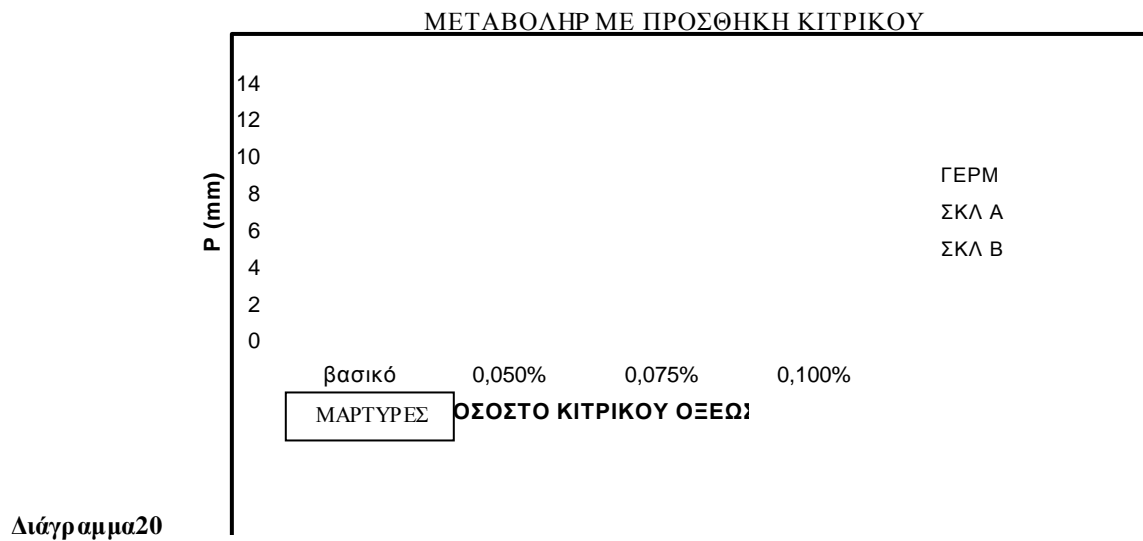 ΜΕΤΑΒΟΛΗΡ ΜΕ ΠΡΟΣΘΗΚΗ ΚΙΤΡΙΚΟΥ
14
12
10
8
6
4
2
0
P (mm)
ΓΕΡΜ
ΣΚΛ Α
ΣΚΛ Β
βασικό 0,050% 0,075% 0,100%
ΜΑΡΤΥΡΕΣ ΟΣΟΣΤΟ ΚΙΤΡΙΚΟΥ ΟΞΕΩΣ
Διάγραμμα20